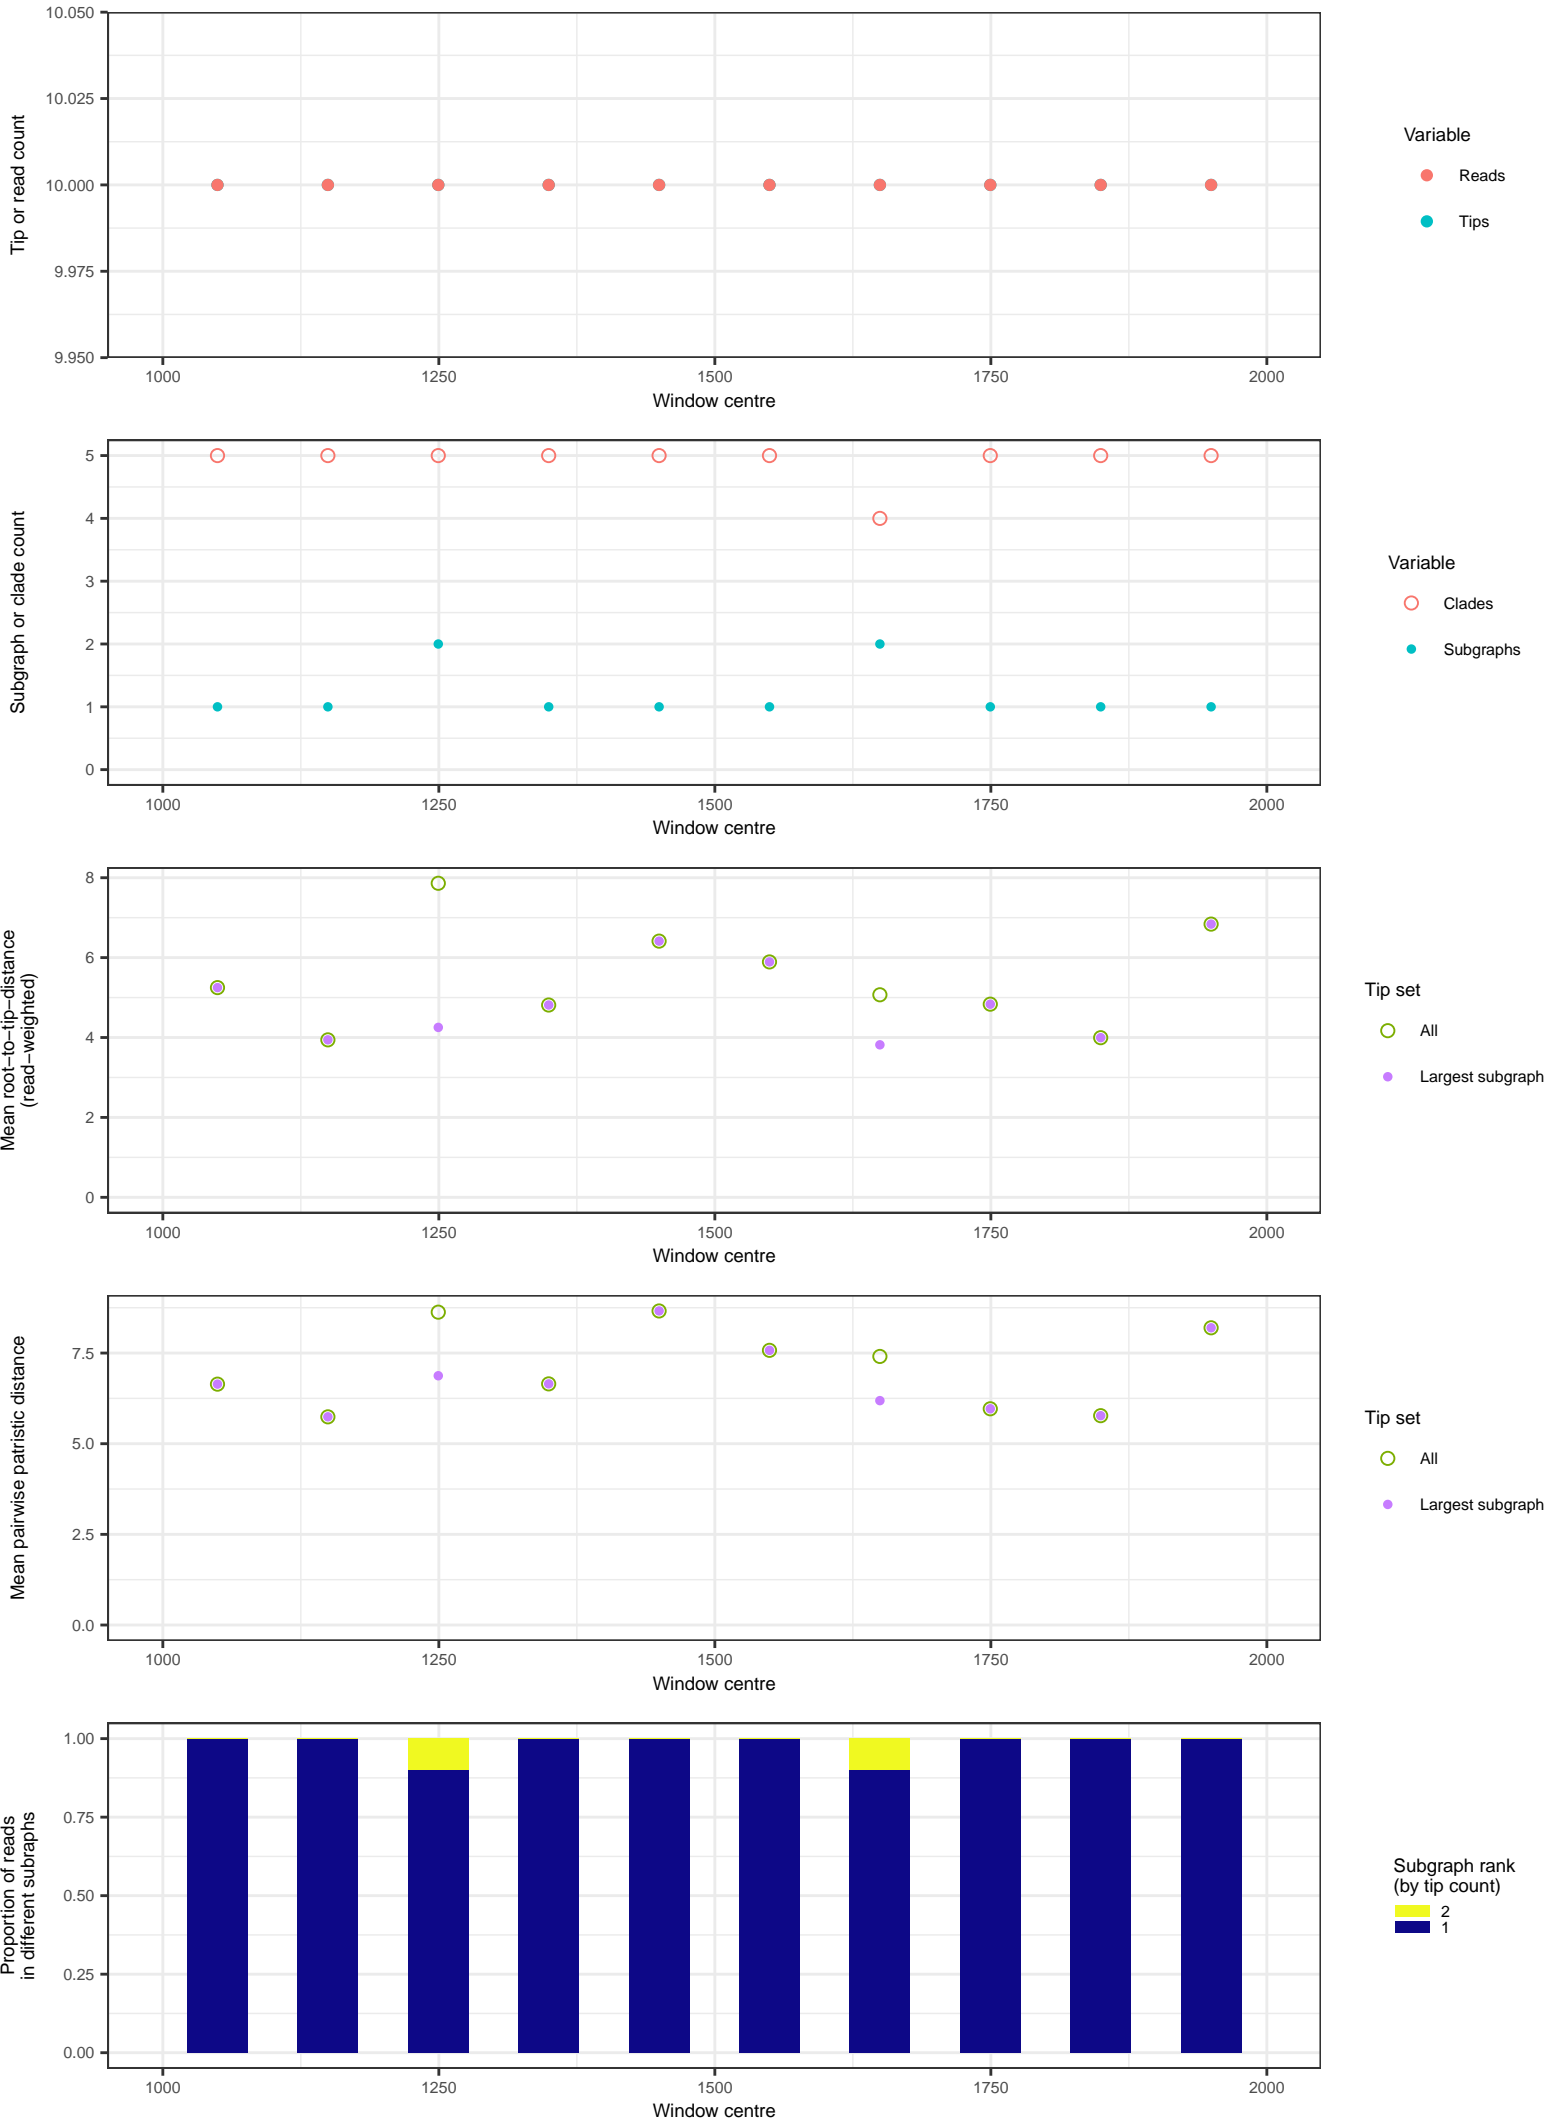 10.050
10.025
10.000
9.975
9.950
Tip or read count
1000 1250 1500 1750 2000
Window centre
Variable
Reads
Tips
5
4
3
2
1
0
Subgraph or clade count
1000 1250 1500 1750 2000
Window centre
Variable
Clades
Subgraphs
8
6
4
2
0
Mean root−to−tip−distance
(read−weighted)
1000 1250 1500 1750 2000
Window centre
Tip set
All
Largest subgraph
7.5
5.0
2.5
0.0
Mean pairwise patristic distance
1000 1250 1500 1750 2000
Window centre
Tip set
All
Largest subgraph
1.00
0.75
0.50
0.25
0.00
Proportion of reads
in different subraphs
1000 1250 1500 1750 2000
Window centre
Subgraph rank
(by tip count)
2
1